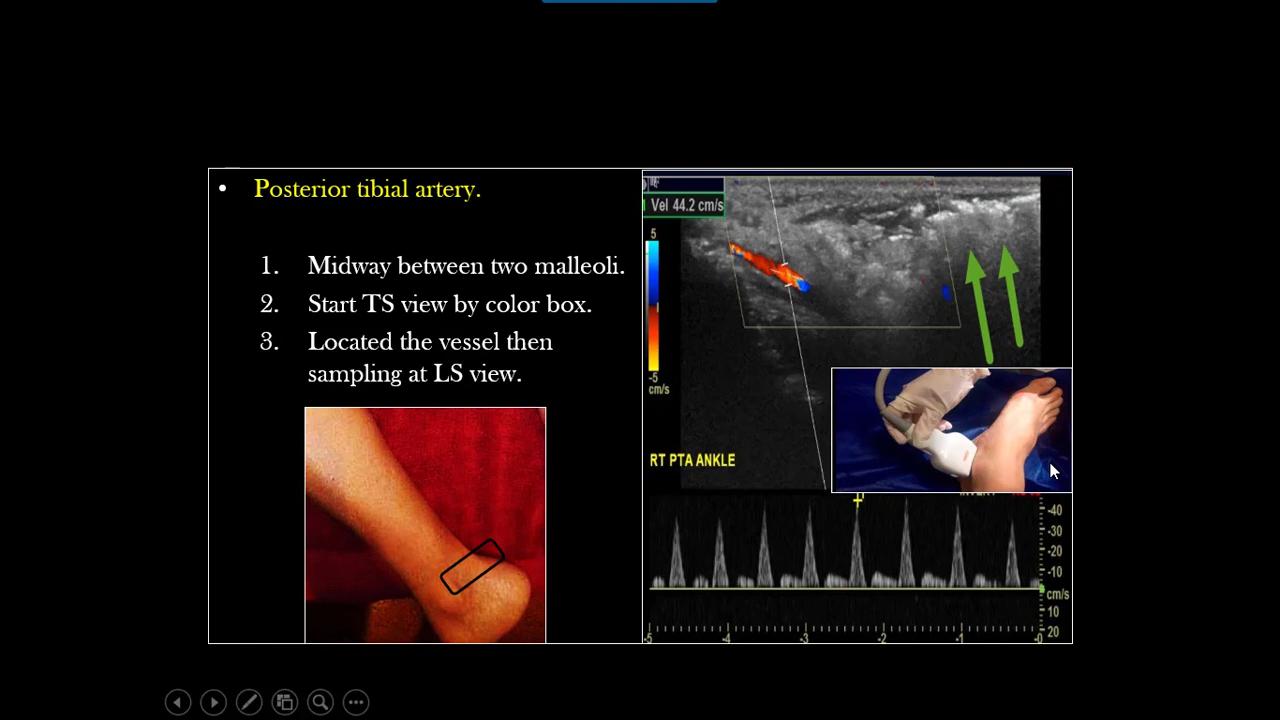 • Posterior tibial artery.
1. Midway between two malleoli.
2. Start TS view by color box.
3. Located the vessel then
sampling at LS view.
Vel 44.2 cm/s
5
-5
cm/s
RT PTA ANKLE
-40
-30
-20
-10
cm/s
10
20
-5 -4 -3 -2 -1 -0